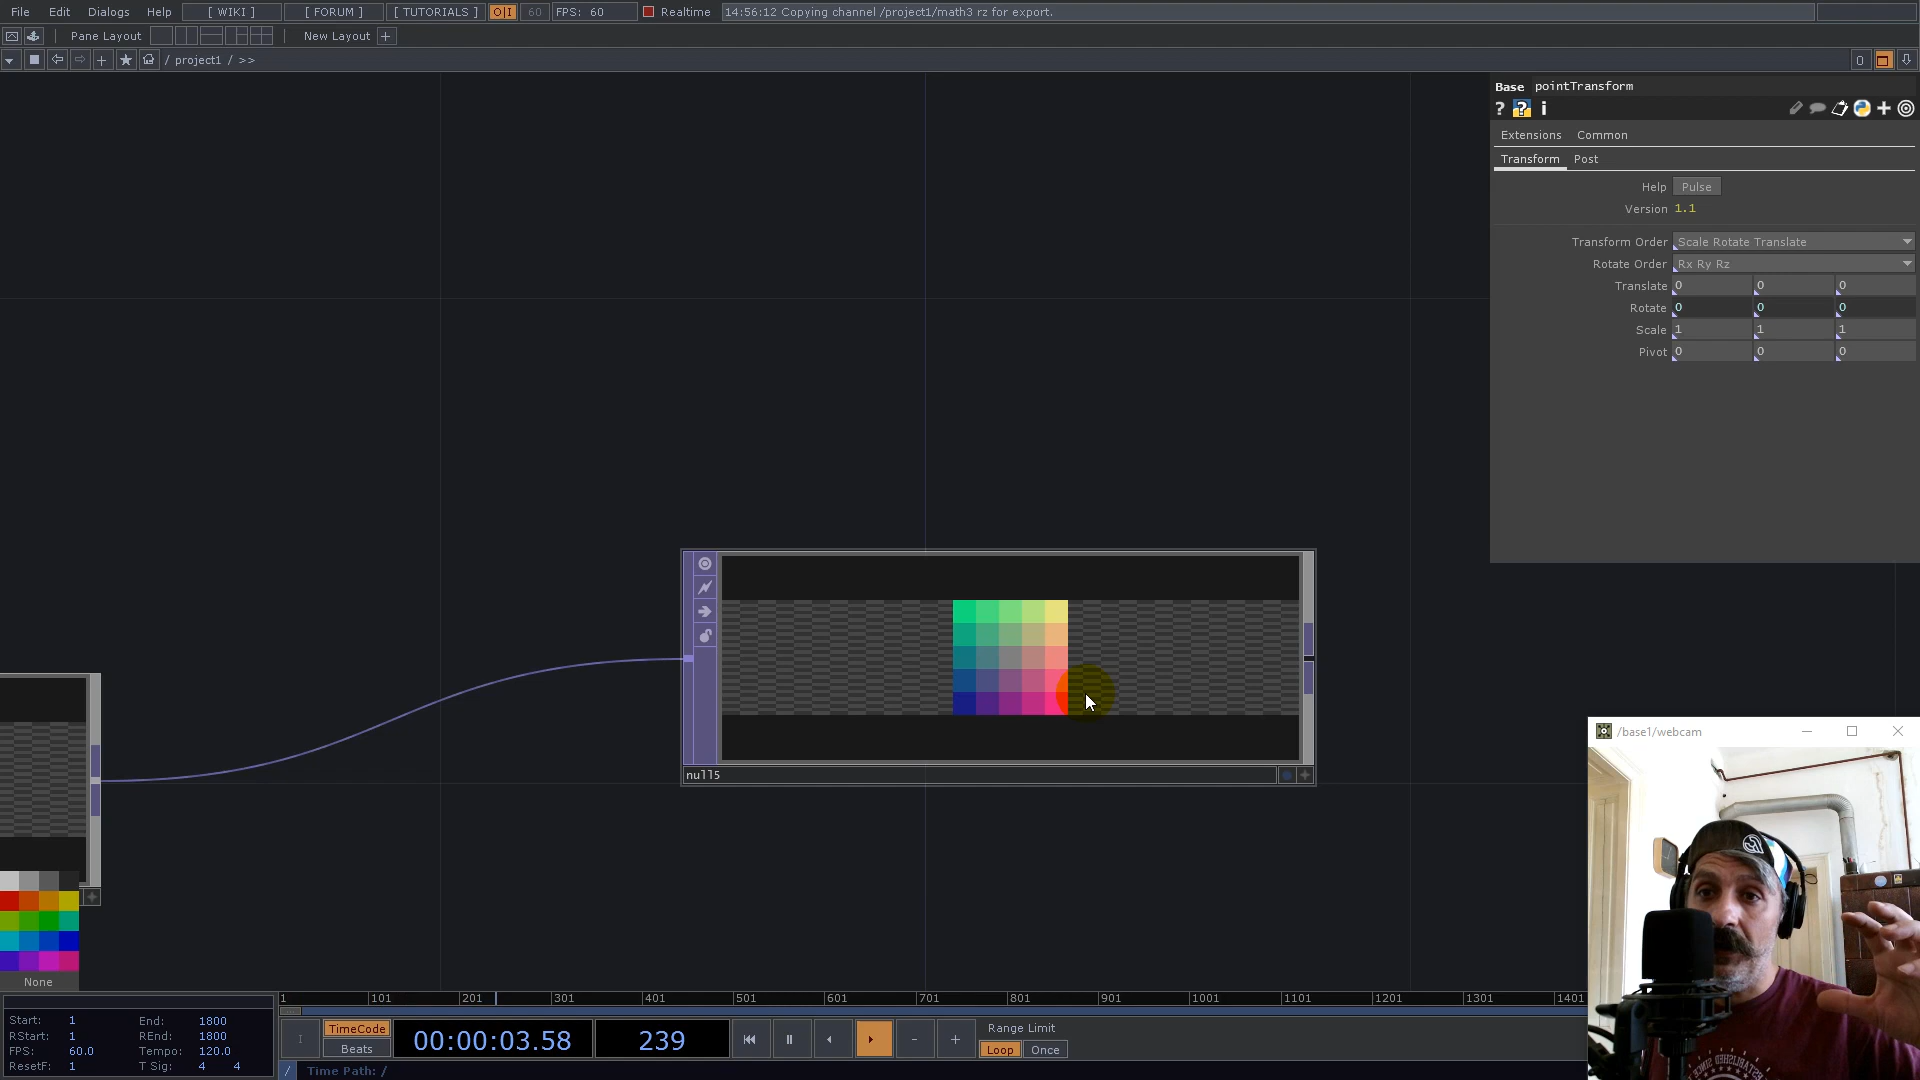 File Edit Dialogs Help [ WIKI ] [ FORUM ] [ TUTORIALS ] O|I 60 FPS: 60 Realtime 14:56:12 Copying channel /project1/math3 rz for export.
Pane Layout New Layout +
/ project1 / >> 0
Base pointTransform
? ? i
Extensions Common
Transform Post
Help Pulse
Version 1.1
Transform Order Scale Rotate Translate
Rotate Order Rx Ry Rz
Translate 0 0 0
Rotate 0 0 0
Scale 1 1 1
Pivot 0 0 0
null5
/base1/webcam
None
1 101 201 301 401 501 601 701 801 901 1001 1101 1201 1301 1401
Start: 1 End: 1800
RStart: 1 REnd: 1800
FPS: 60.0 Tempo: 120.0
ResetF: 1 T Sig: 4 4
TimeCode
Beats
00:00:03.58 239
Range Limit
Loop Once
/ Time Path: /